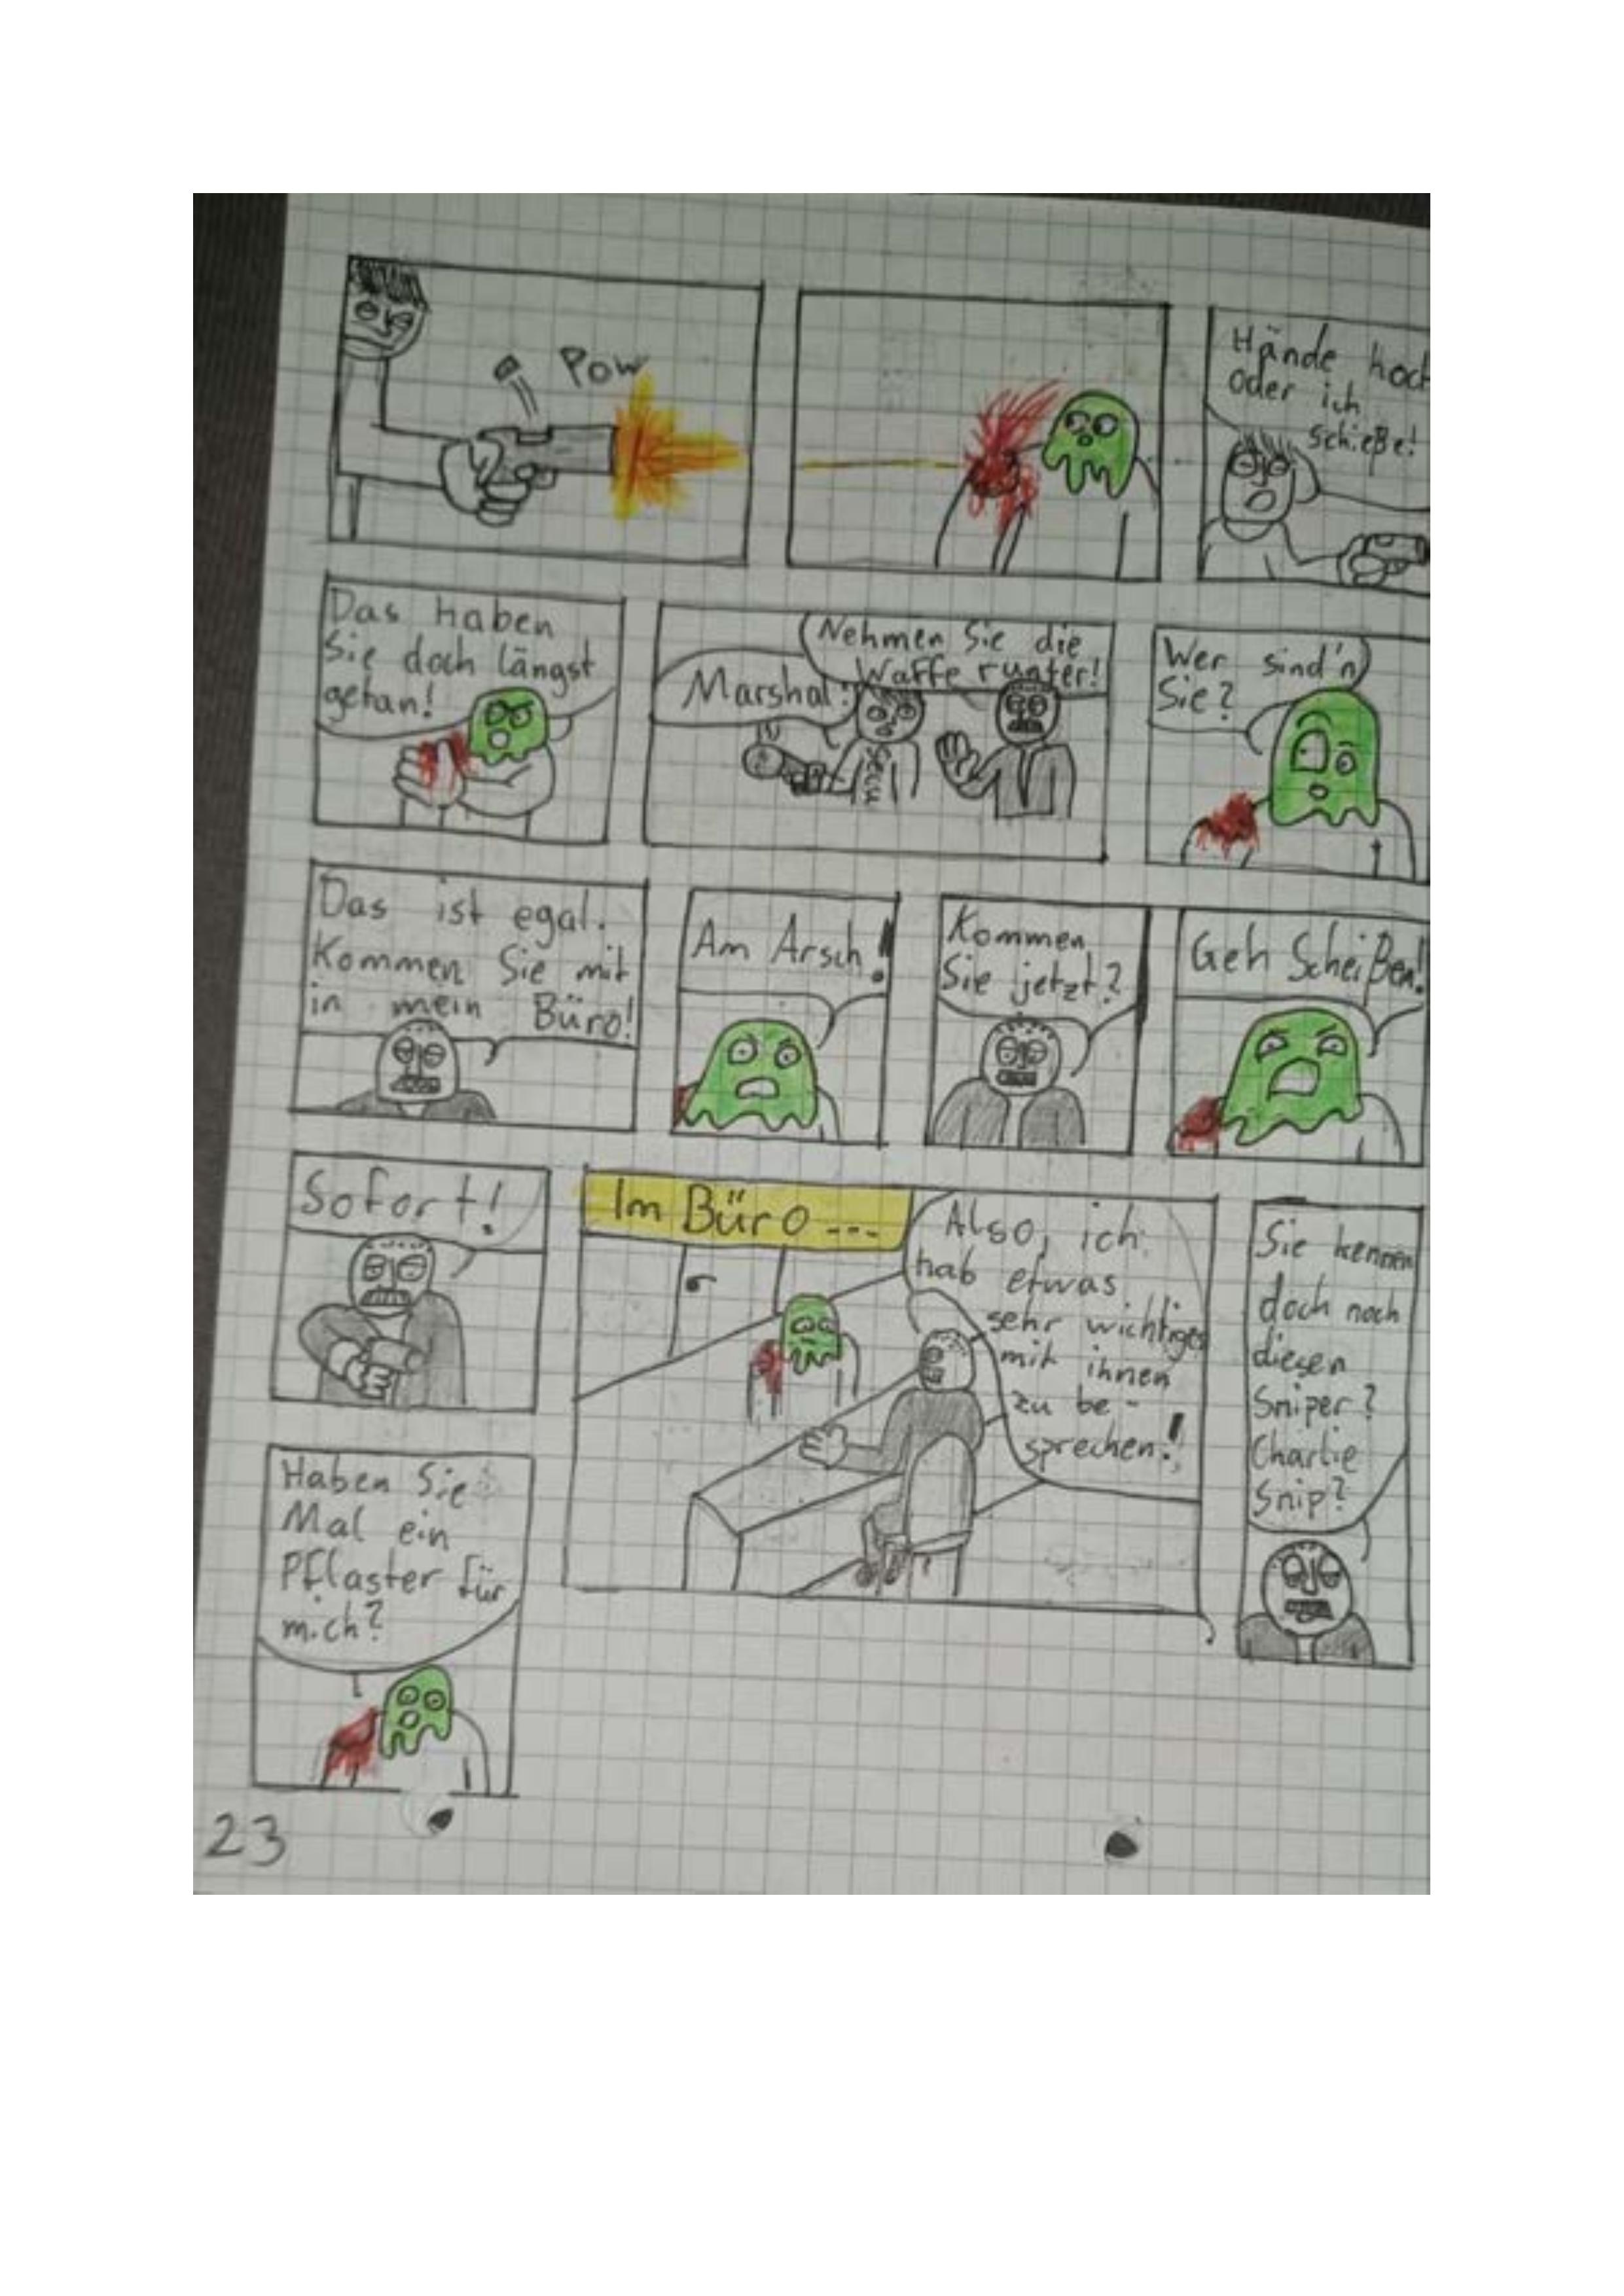 Pow
Hände hoch
oder ich
schieße!
Das haben
Sie doch längst
getan!
Marshal?
Nehmen Sie die
Waffe runter!
Secu
Wer sind'n
Sie?
Das ist egal.
Kommen Sie mit
in mein Büro!
Am Arsch!
Kommen
Sie jetzt?
Geh Scheißen!
Sofort!
Im Büro ---
Also, ich
hab etwas
sehr wichtiges
mit ihnen
zu be-
sprechen!
Sie kennen
doch noch
diesen
Sniper?
Charlie
Snip?
Haben Sie
Mal ein
Pflaster für
mich?
23